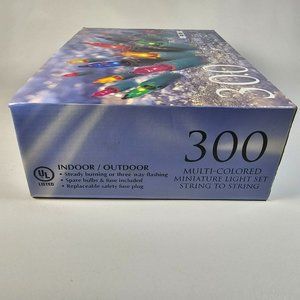 300
UL
LISTED
INDOOR / OUTDOOR
• Steady burning or three way flashing
• Spare bulbs & fuse included
• Replaceable safety fuse plug
300
MULTI-COLORED
MINIATURE LIGHT SET
STRING TO STRING